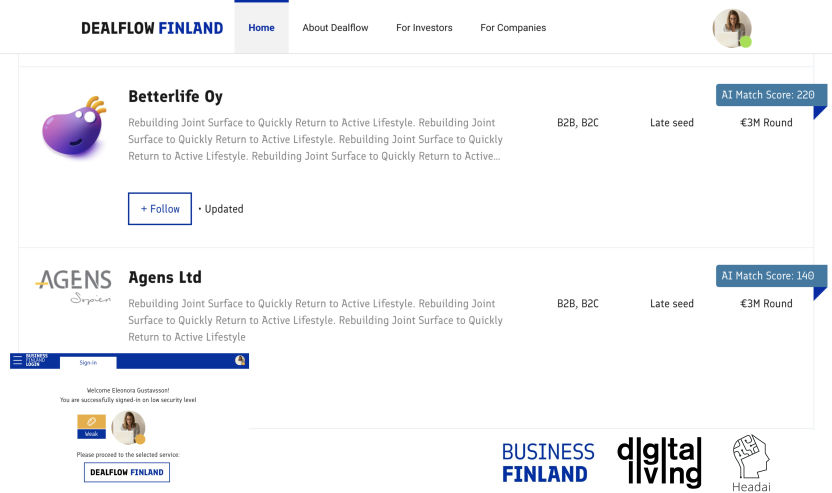 DEALFLOW FINLAND
Home
About Dealflow
For Investors
For Companies
Betterlife Oy
Rebuilding Joint Surface to Quickly Return to Active Lifestyle. Rebuilding Joint
Surface to Quickly Return to Active Lifestyle. Rebuilding Joint Surface to Quickly
Return to Active Lifestyle. Rebuilding Joint Surface to Quickly Return to Active...
B2B, B2C
Late seed
AI Match Score: 220
€3M Round
+ Follow
• Updated
AGENS
Sopien
Agens Ltd
Rebuilding Joint Surface to Quickly Return to Active Lifestyle. Rebuilding Joint
Surface to Quickly Return to Active Lifestyle. Rebuilding Joint Surface to Quickly
Return to Active Lifestyle
B2B, B2C
Late seed
AI Match Score: 140
€3M Round
BUSINESS
FINLAND
LOGIN
Sign-in
Welcome Eleonora Gustavsson!
You are successfully signed-in on low security level
Weak
Please proceed to the selected service:
DEALFLOW FINLAND
BUSINESS
FINLAND
digital
living
Headai